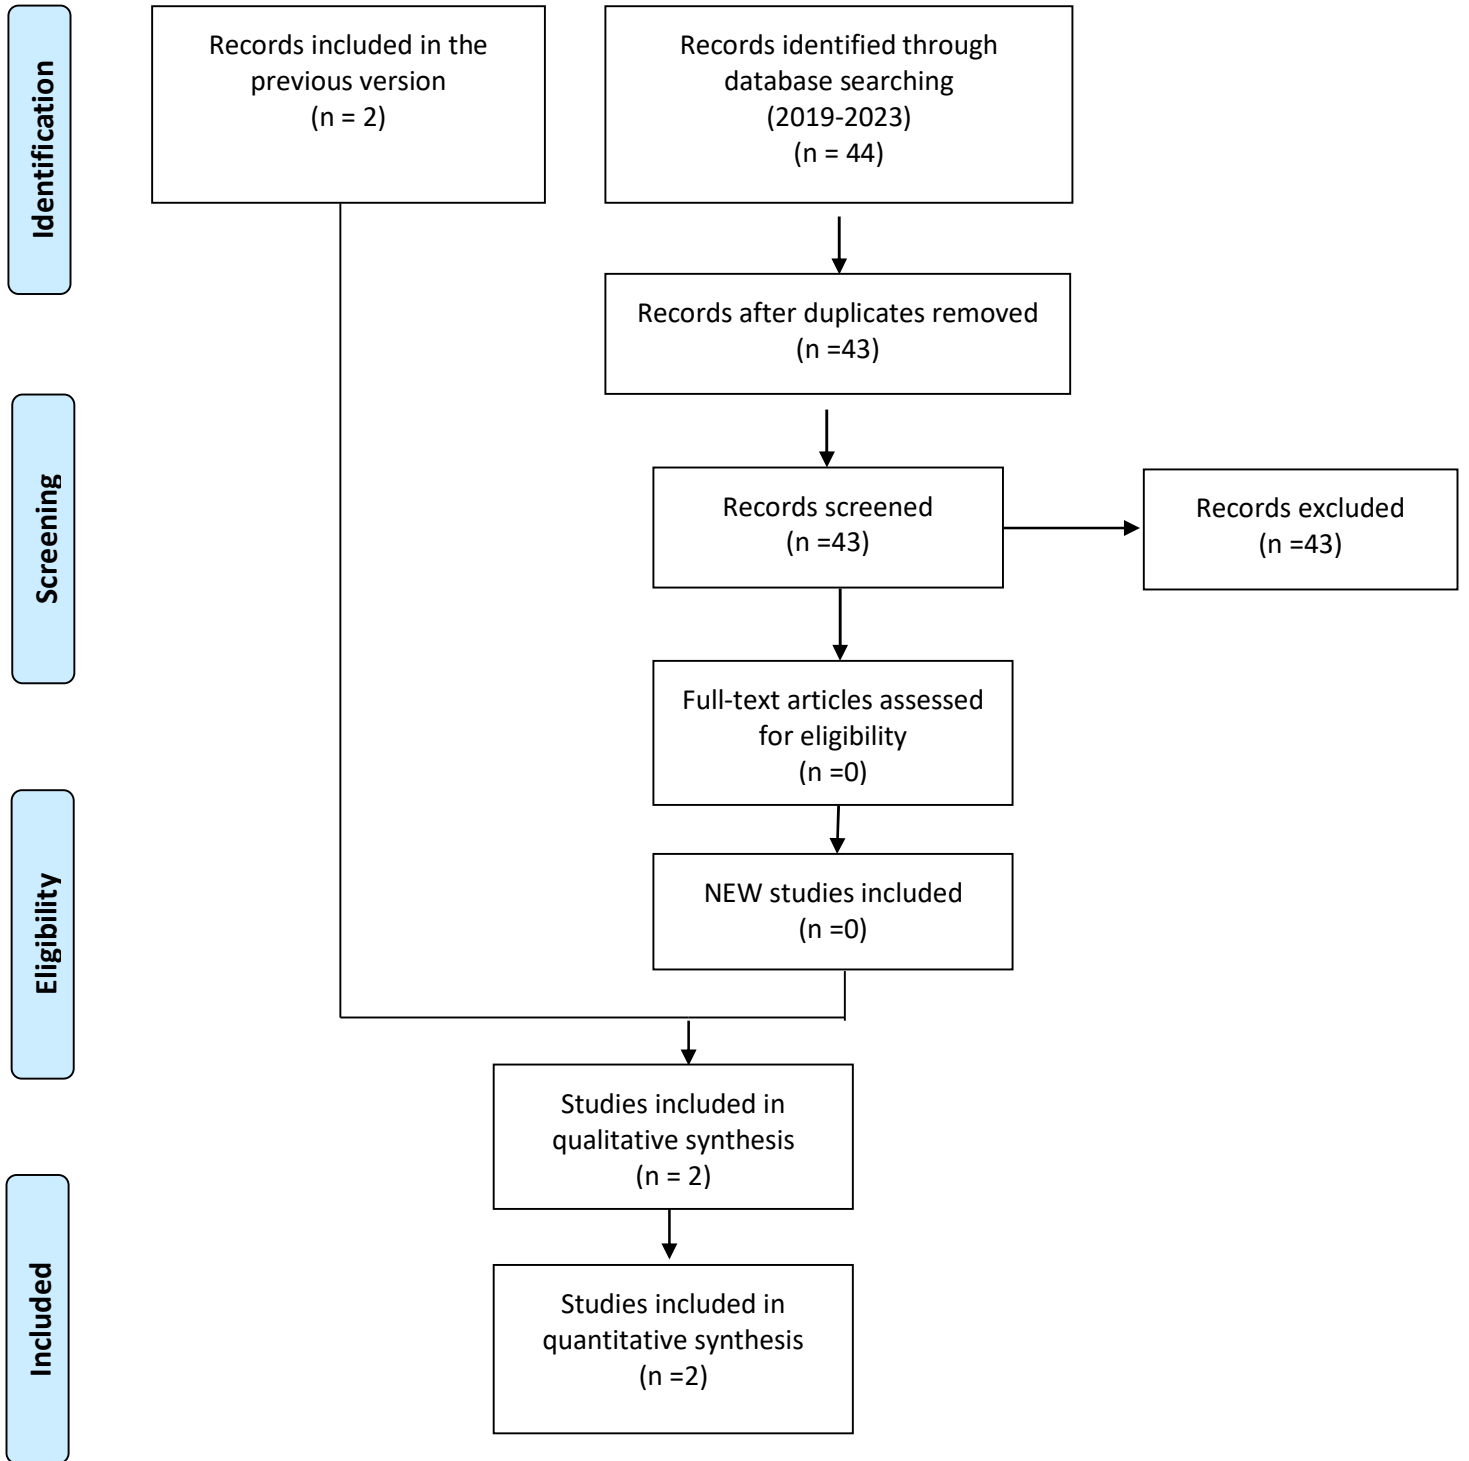 Identification
Records included in the
previous version
(n = 2)
Records identified through
database searching
(2019-2023)
(n = 44)
Records after duplicates removed
(n =43)
Screening
Records screened
(n =43)
Records excluded
(n =43)
Full-text articles assessed
for eligibility
(n =0)
Eligibility
NEW studies included
(n =0)
Studies included in
qualitative synthesis
(n = 2)
Included
Studies included in
quantitative synthesis
(n =2)